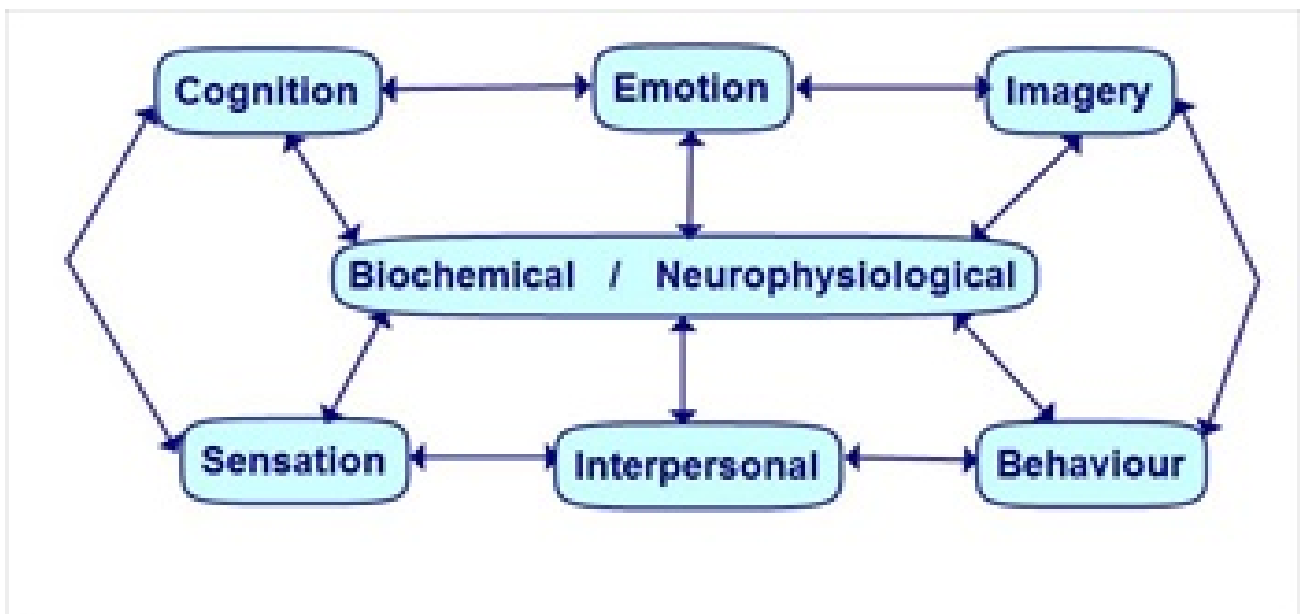 Cognition Emotion Imagery
Biochemical / Neurophysiological
Sensation Interpersonal Behaviour